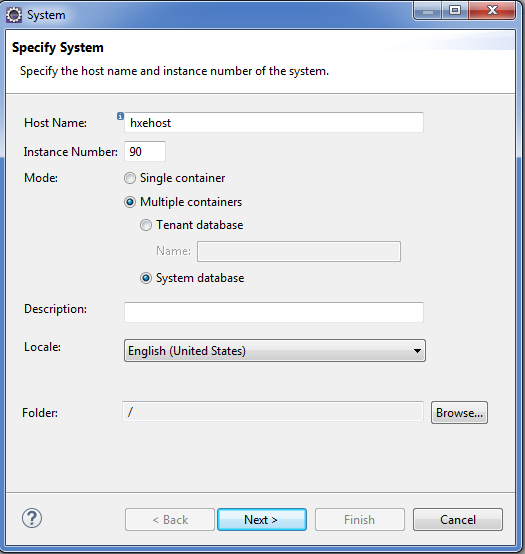 System
Specify System
Specify the host name and instance number of the system.
Host Name: hxehost
Instance Number: 90
Mode: Single container
Multiple containers
Tenant database
Name:
System database
Description:
Locale: English (United States)
Folder: / Browse...
? < Back Next > Finish Cancel